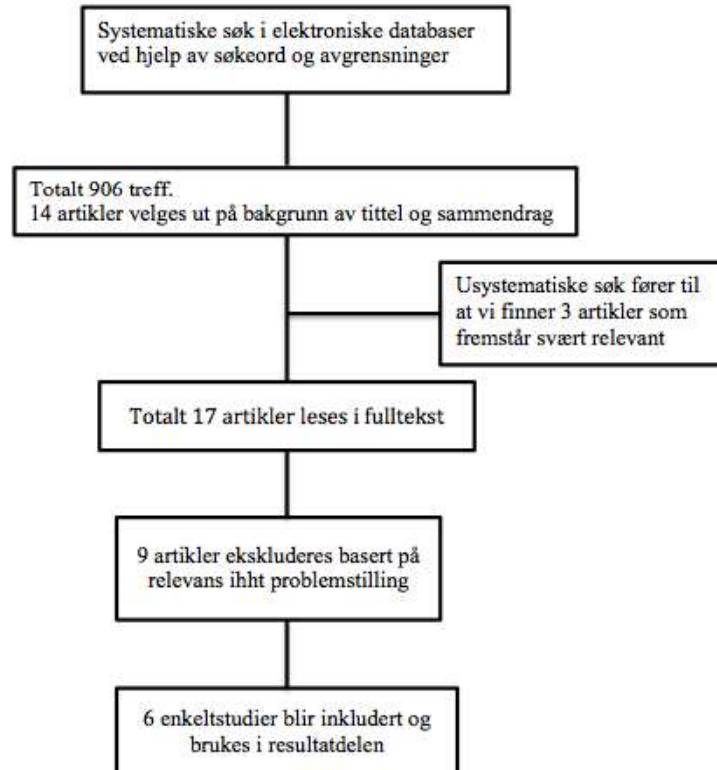 Systematiske søk i elektroniske databaser
ved hjelp av søkeord og avgrensninger
Totalt 906 treff.
14 artikler velges ut på bakgrunn av tittel og sammendrag
Usystematiske søk fører til
at vi finner 3 artikler som
fremstår svært relevant
Totalt 17 artikler leses i fulltekst
9 artikler ekskluderes basert på
relevans ihht problemstilling
6 enkeltstudier blir inkludert og
brukes i resultatdelen